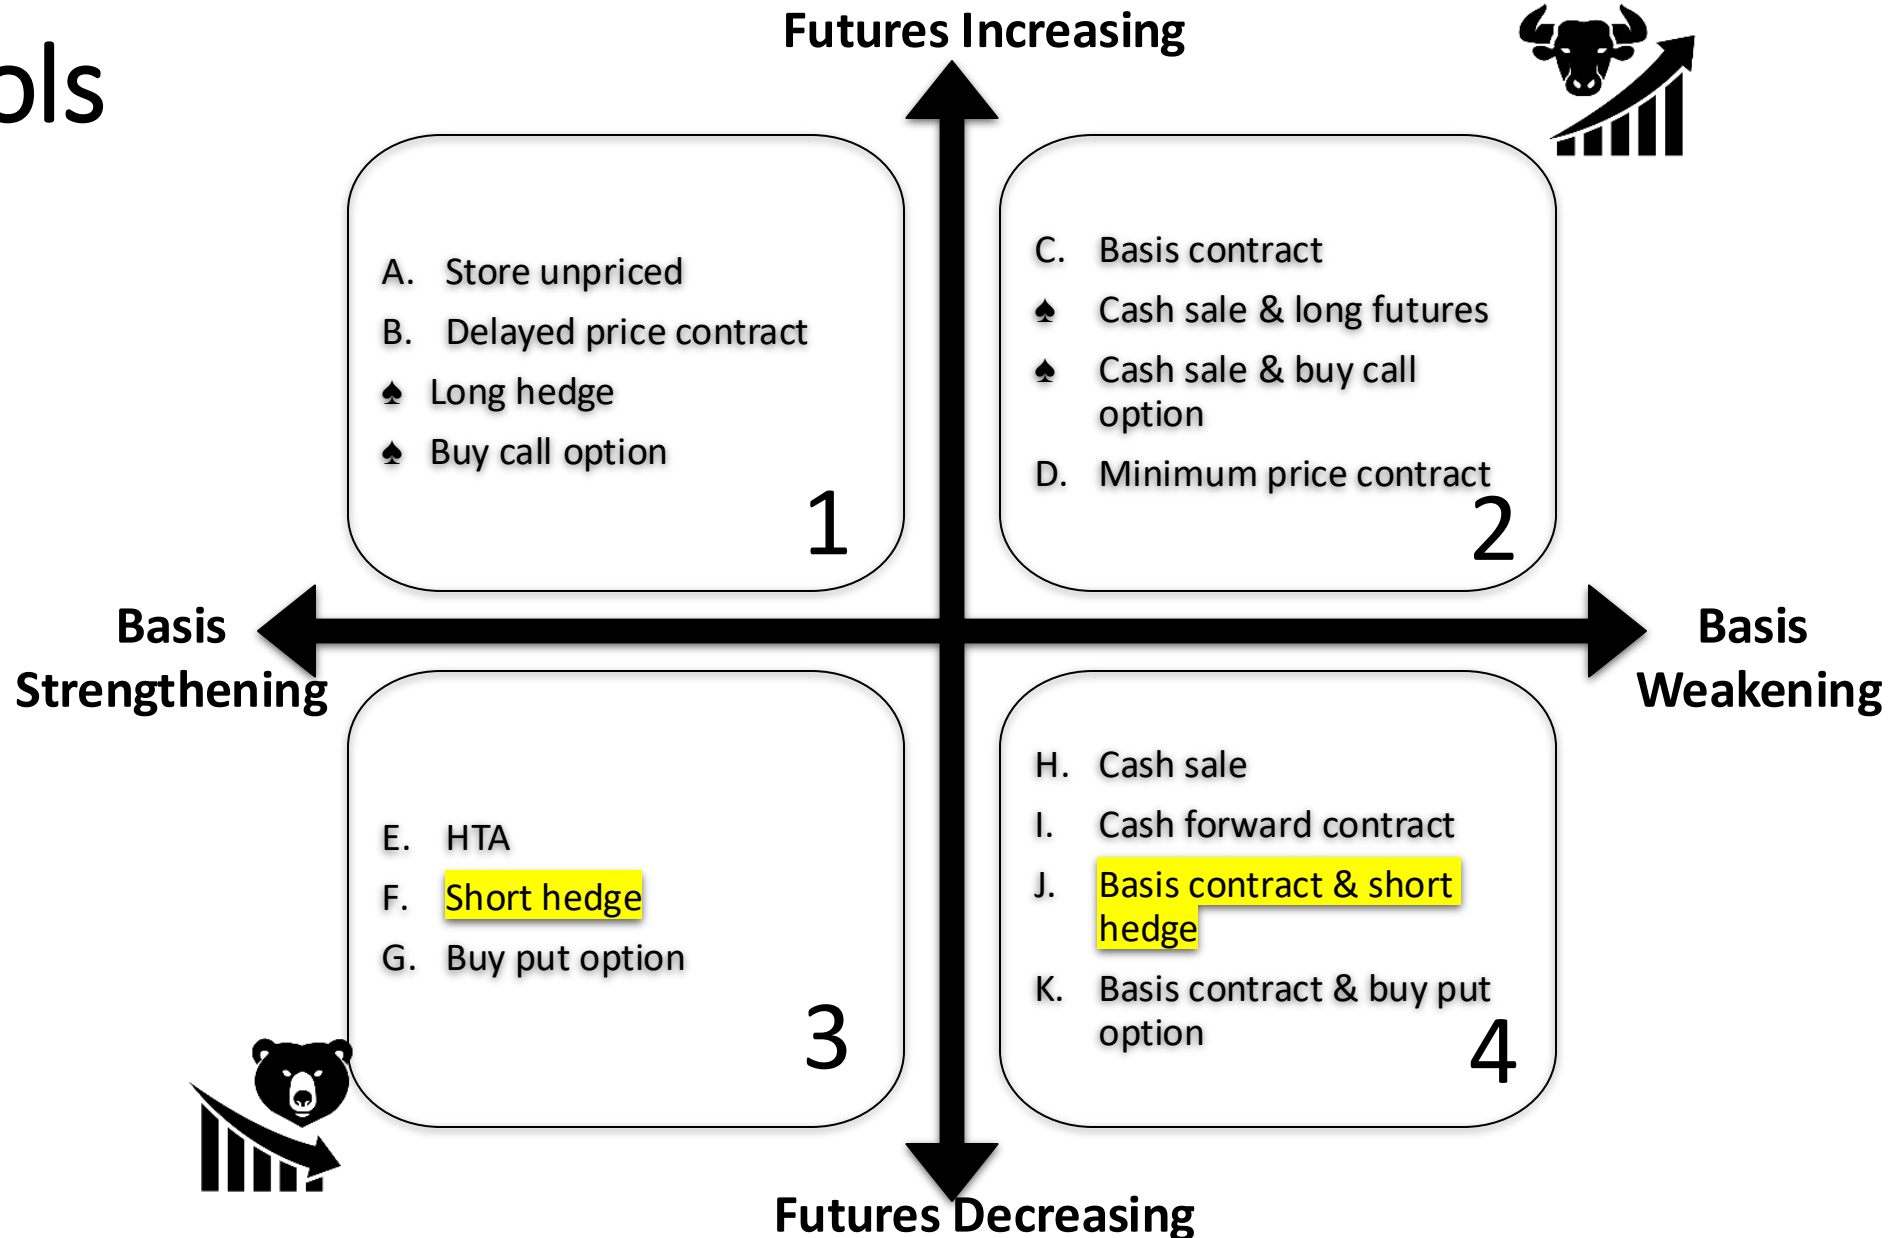 ols
Futures Increasing
A. Store unpriced
B. Delayed price contract
♠ Long hedge
♠ Buy call option
1
C. Basis contract
♠ Cash sale & long futures
♠ Cash sale & buy call
option
D. Minimum price contract
2
Basis
Strengthening
Basis
Weakening
E. HTA
F. Short hedge
G. Buy put option
3
H. Cash sale
I. Cash forward contract
J. Basis contract & short
hedge
K. Basis contract & buy put
option
4
Futures Decreasing